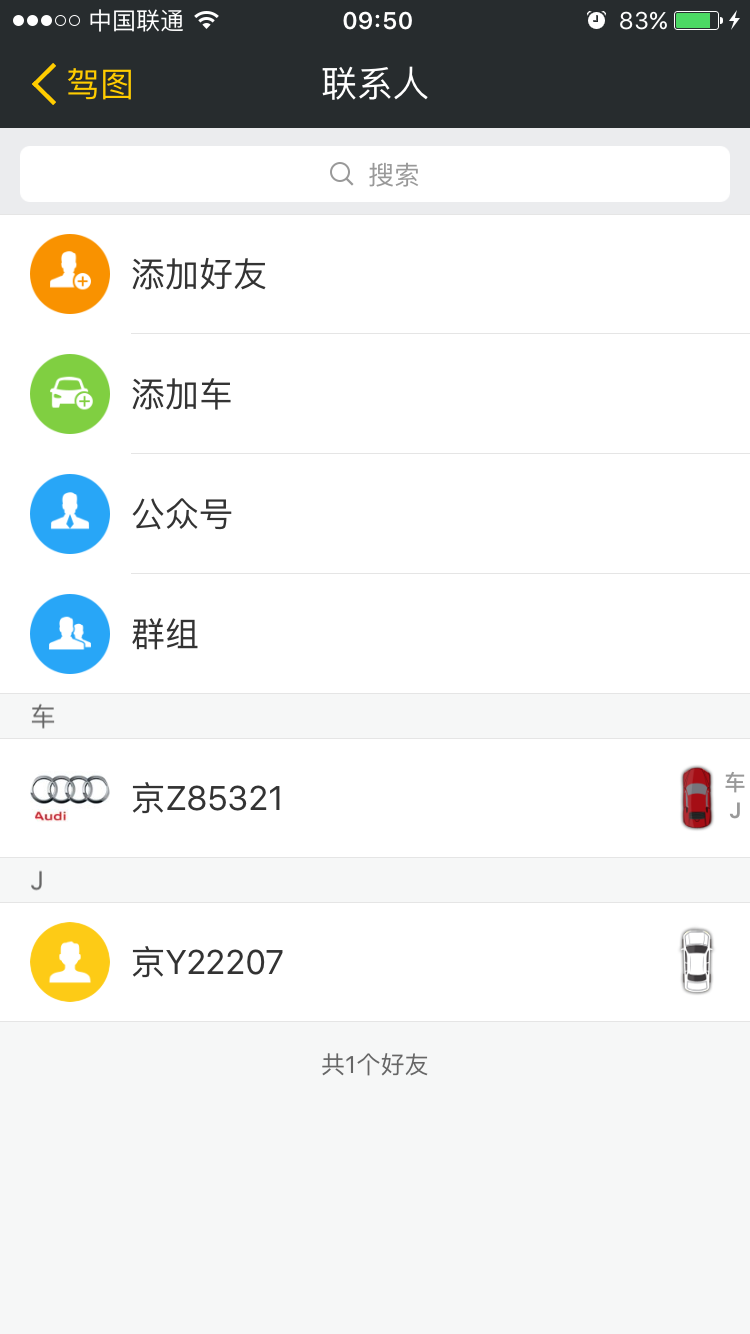 中国联通 09:50 83%
驾图 联系人
搜索
添加好友
添加车
公众号
群组
车
Audi 京Z85321
车
J
J
京Y22207
共1个好友